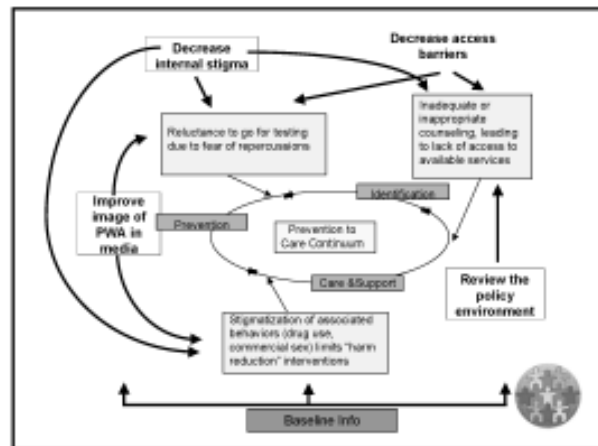 Decrease
internal stigma
Decrease access
barriers
Reluctance to go for testing
due to fear of repercussions
Inadequate or
inappropriate
counseling, leading
to lack of access to
available services
Identification
Improve
image of
PWA in
media
Prevention
Prevention to
Care Continuum
Care &Support
Review the
policy
environment
Stigmatization of associated
behaviors (drug use,
commercial sex) limits "harm
reduction" interventions
Baseline Info